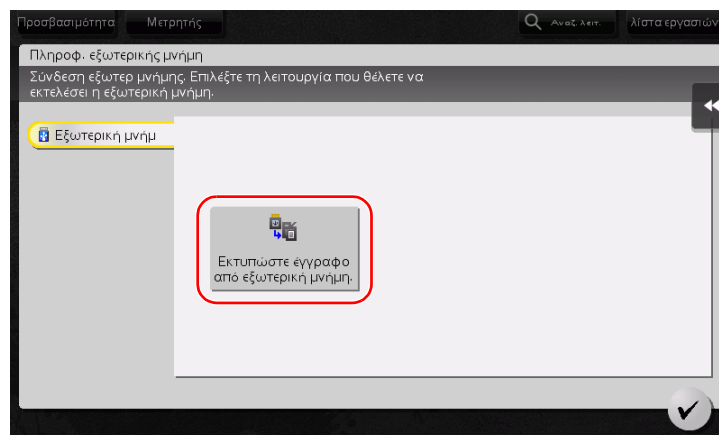 Προσβασιμότητα Μετρητής Αναζ. λειτ. λίστα εργασιών
Πληροφ. εξωτερικής μνήμη
Σύνδεση εξωτερ μνήμης. Επιλέξτε τη λειτουργία που θέλετε να
εκτελέσει η εξωτερική μνήμη.
Εξωτερική μνήμ
Εκτυπώστε έγγραφο
από εξωτερική μνήμη.